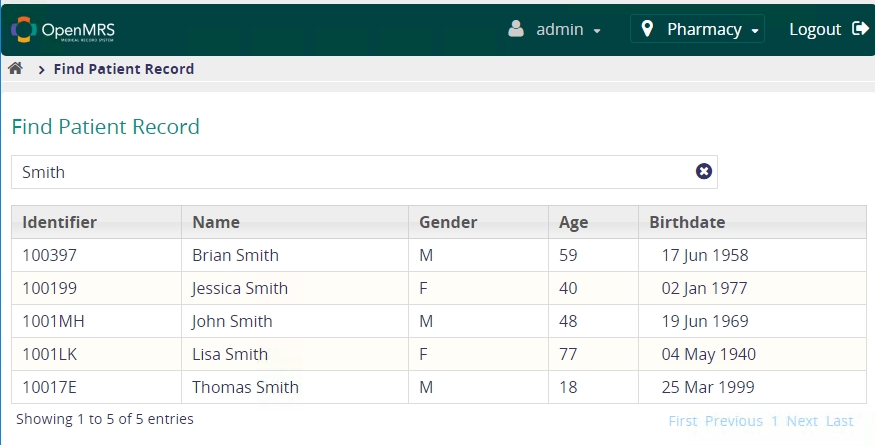 OpenMRS admin Pharmacy Logout
MEDICAL RECORD SYSTEM
Find Patient Record
Find Patient Record
Smith
Identifier Name Gender Age Birthdate
100397 Brian Smith M 59 17 Jun 1958
100199 Jessica Smith F 40 02 Jan 1977
1001MH John Smith M 48 19 Jun 1969
1001LK Lisa Smith F 77 04 May 1940
10017E Thomas Smith M 18 25 Mar 1999
Showing 1 to 5 of 5 entries First Previous 1 Next Last